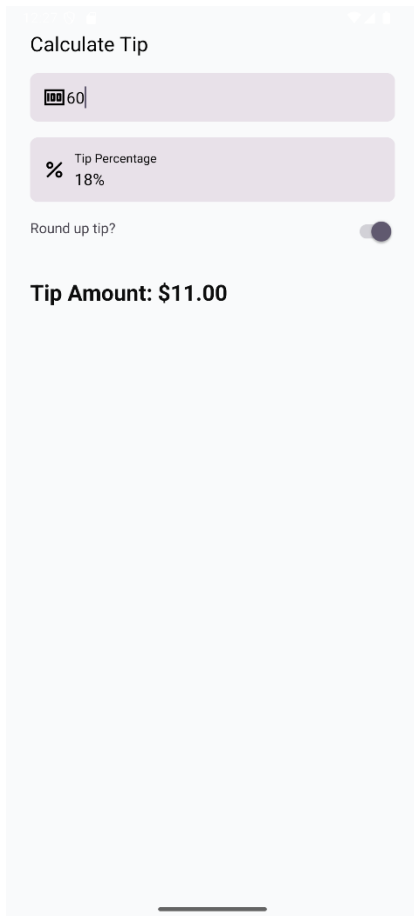 Calculate Tip
60
Tip Percentage
%
18%
Round up tip?
Tip Amount: $11.00